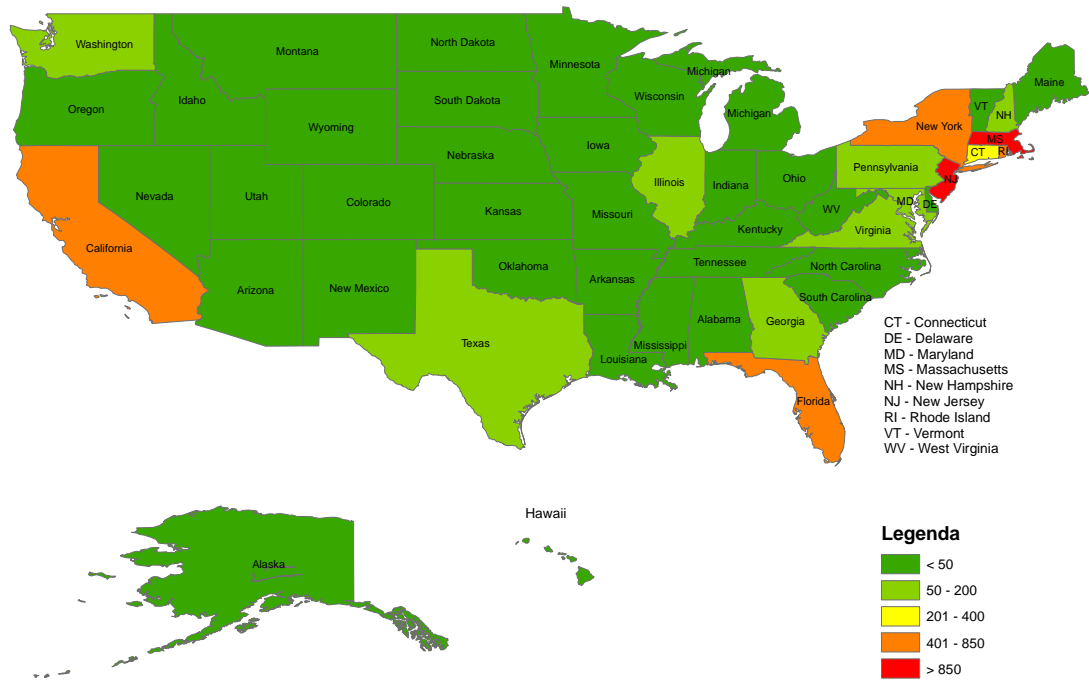 Washington
Montana
North Dakota
Minnesota
Michigan
Maine
Oregon
Idaho
South Dakota
Wisconsin
Michigan
New York
VT
NH
Wyoming
MS
CT
RI
Nebraska
Iowa
Pennsylvania
Illinois
Indiana
Ohio
NJ
Nevada
Utah
Colorado
Kansas
Missouri
WV
MD
DE
California
Kentucky
Virginia
Oklahoma
Tennessee
North Carolina
Arizona
New Mexico
Arkansas
South Carolina
Texas
Mississippi
Alabama
Georgia
Louisiana
Florida
CT - Connecticut
DE - Delaware
MD - Maryland
MS - Massachusetts
NH - New Hampshire
NJ - New Jersey
RI - Rhode Island
VT - Vermont
WV - West Virginia
Hawaii
Alaska
Legenda
< 50
50 - 200
201 - 400
401 - 850
> 850